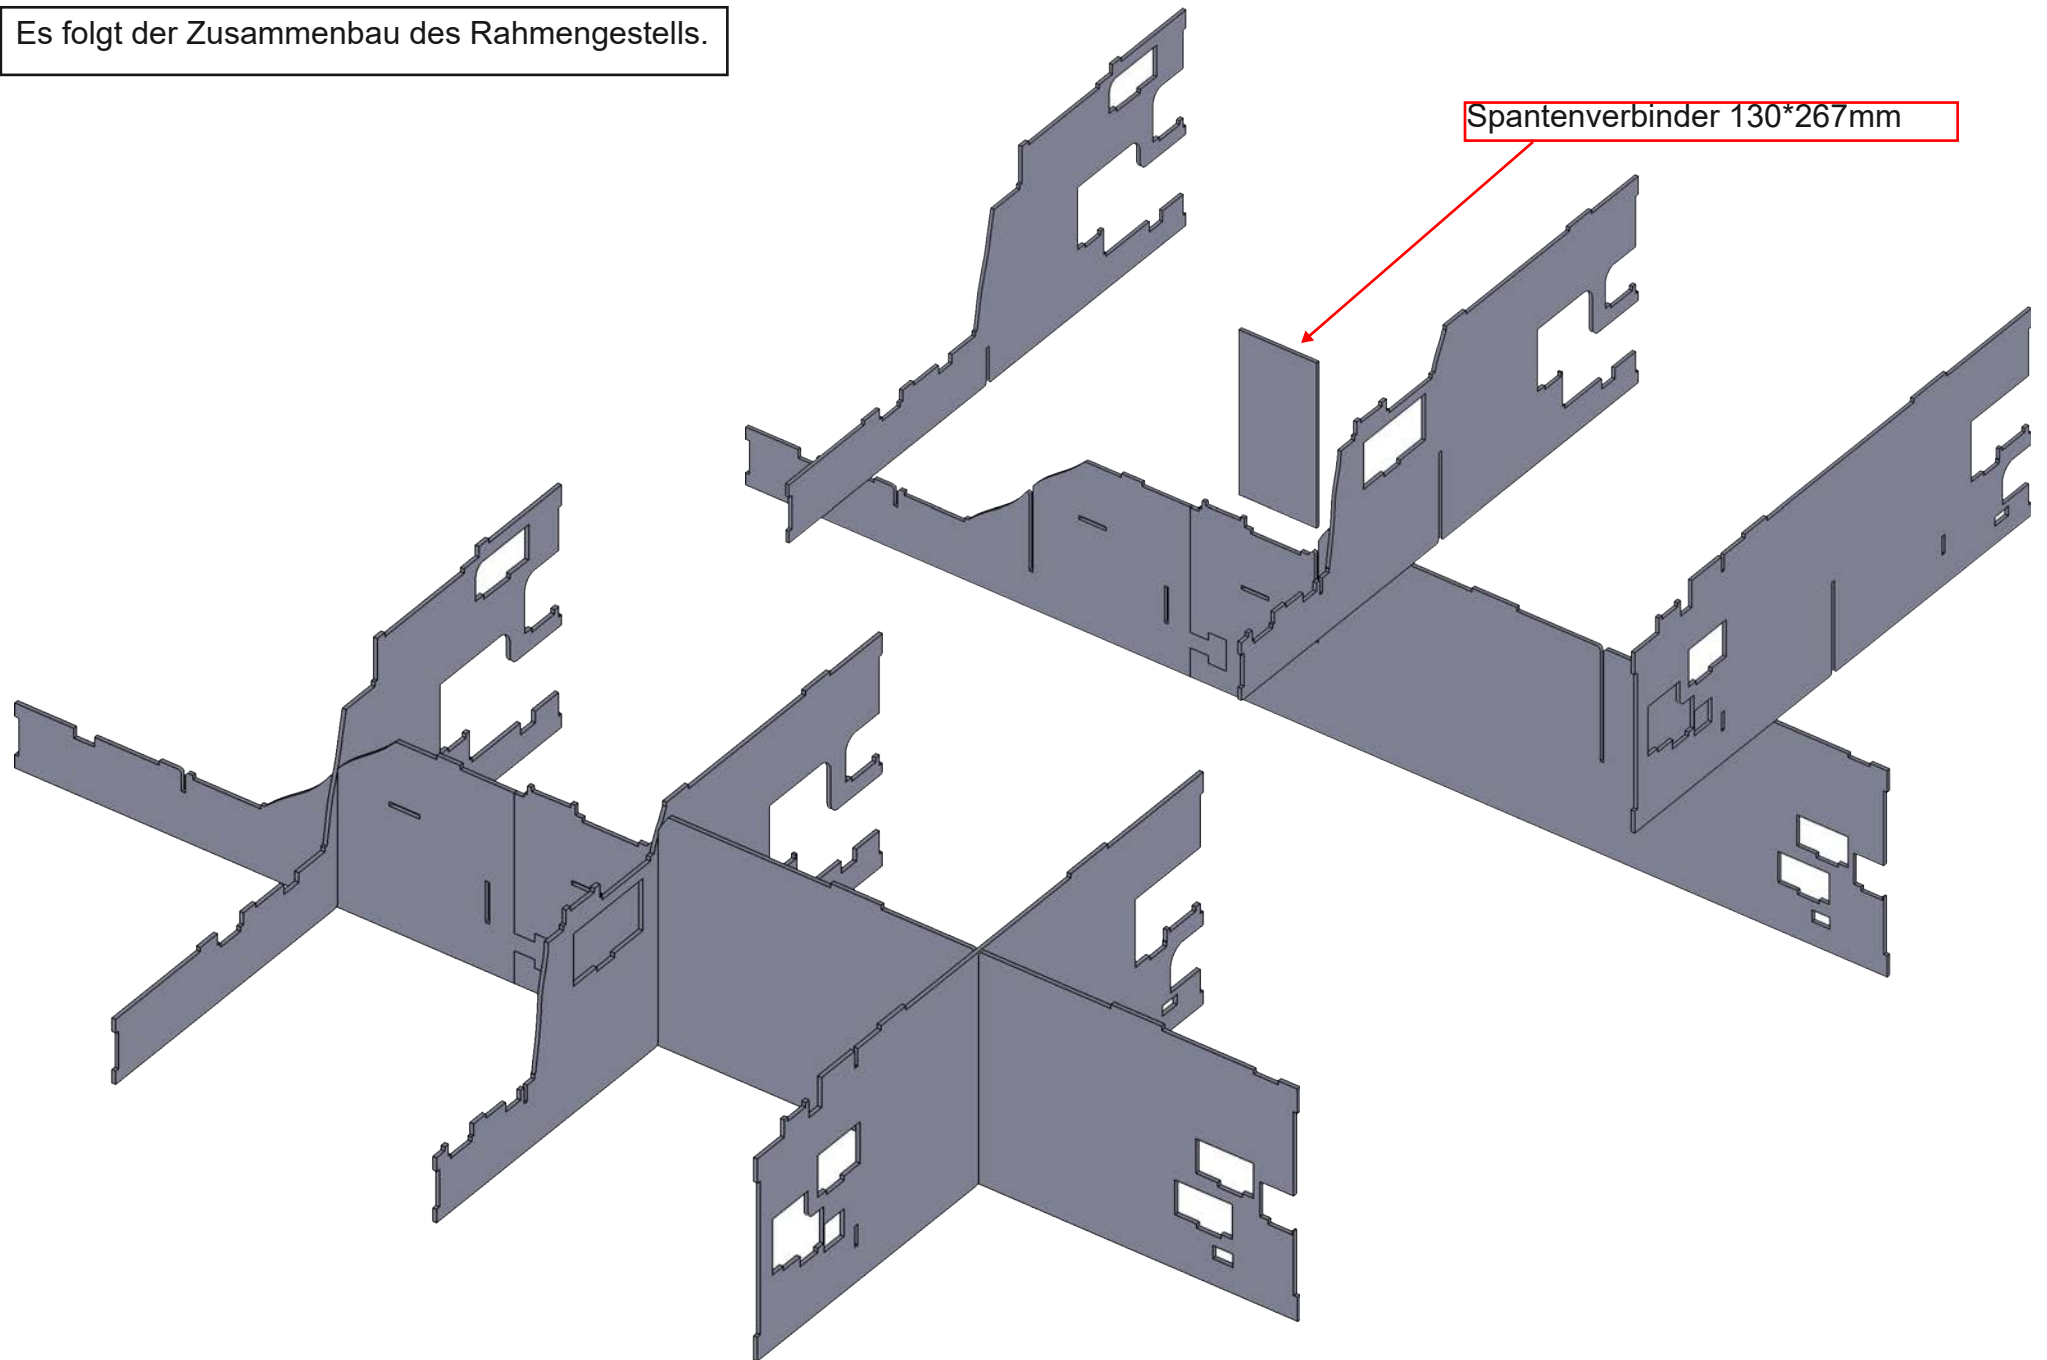 Es folgt der Zusammenbau des Rahmengestells.
Spantenverbinder 130*267mm